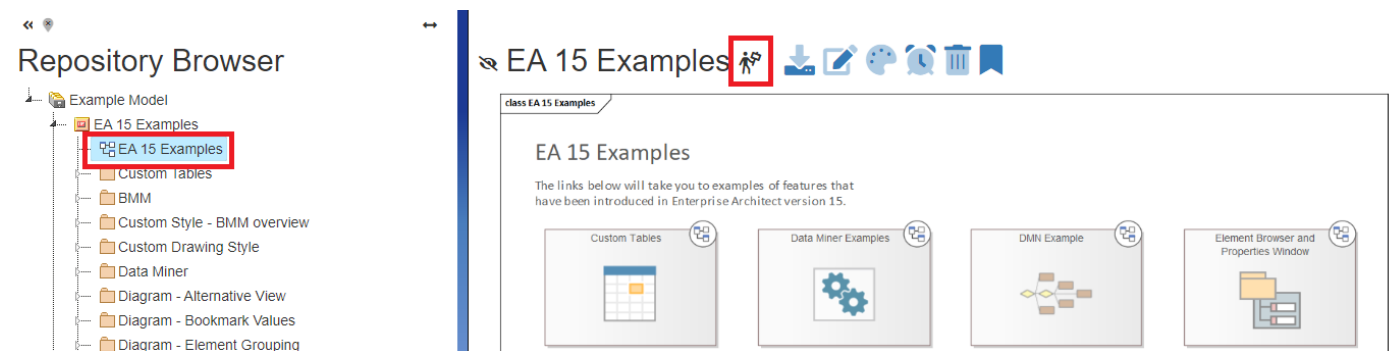 Repository Browser
Example Model
EA 15 Examples
EA 15 Examples
Custom Tables
BMM
Custom Style - BMM overview
Custom Drawing Style
Data Miner
Diagram - Alternative View
Diagram - Bookmark Values
Diagram - Element Grouping
EA 15 Examples
class EA 15 Examples
EA 15 Examples
The links below will take you to examples of features that
have been introduced in Enterprise Architect version 15.
Custom Tables
Data Miner Examples
DMN Example
Element Browser and
Properties Window